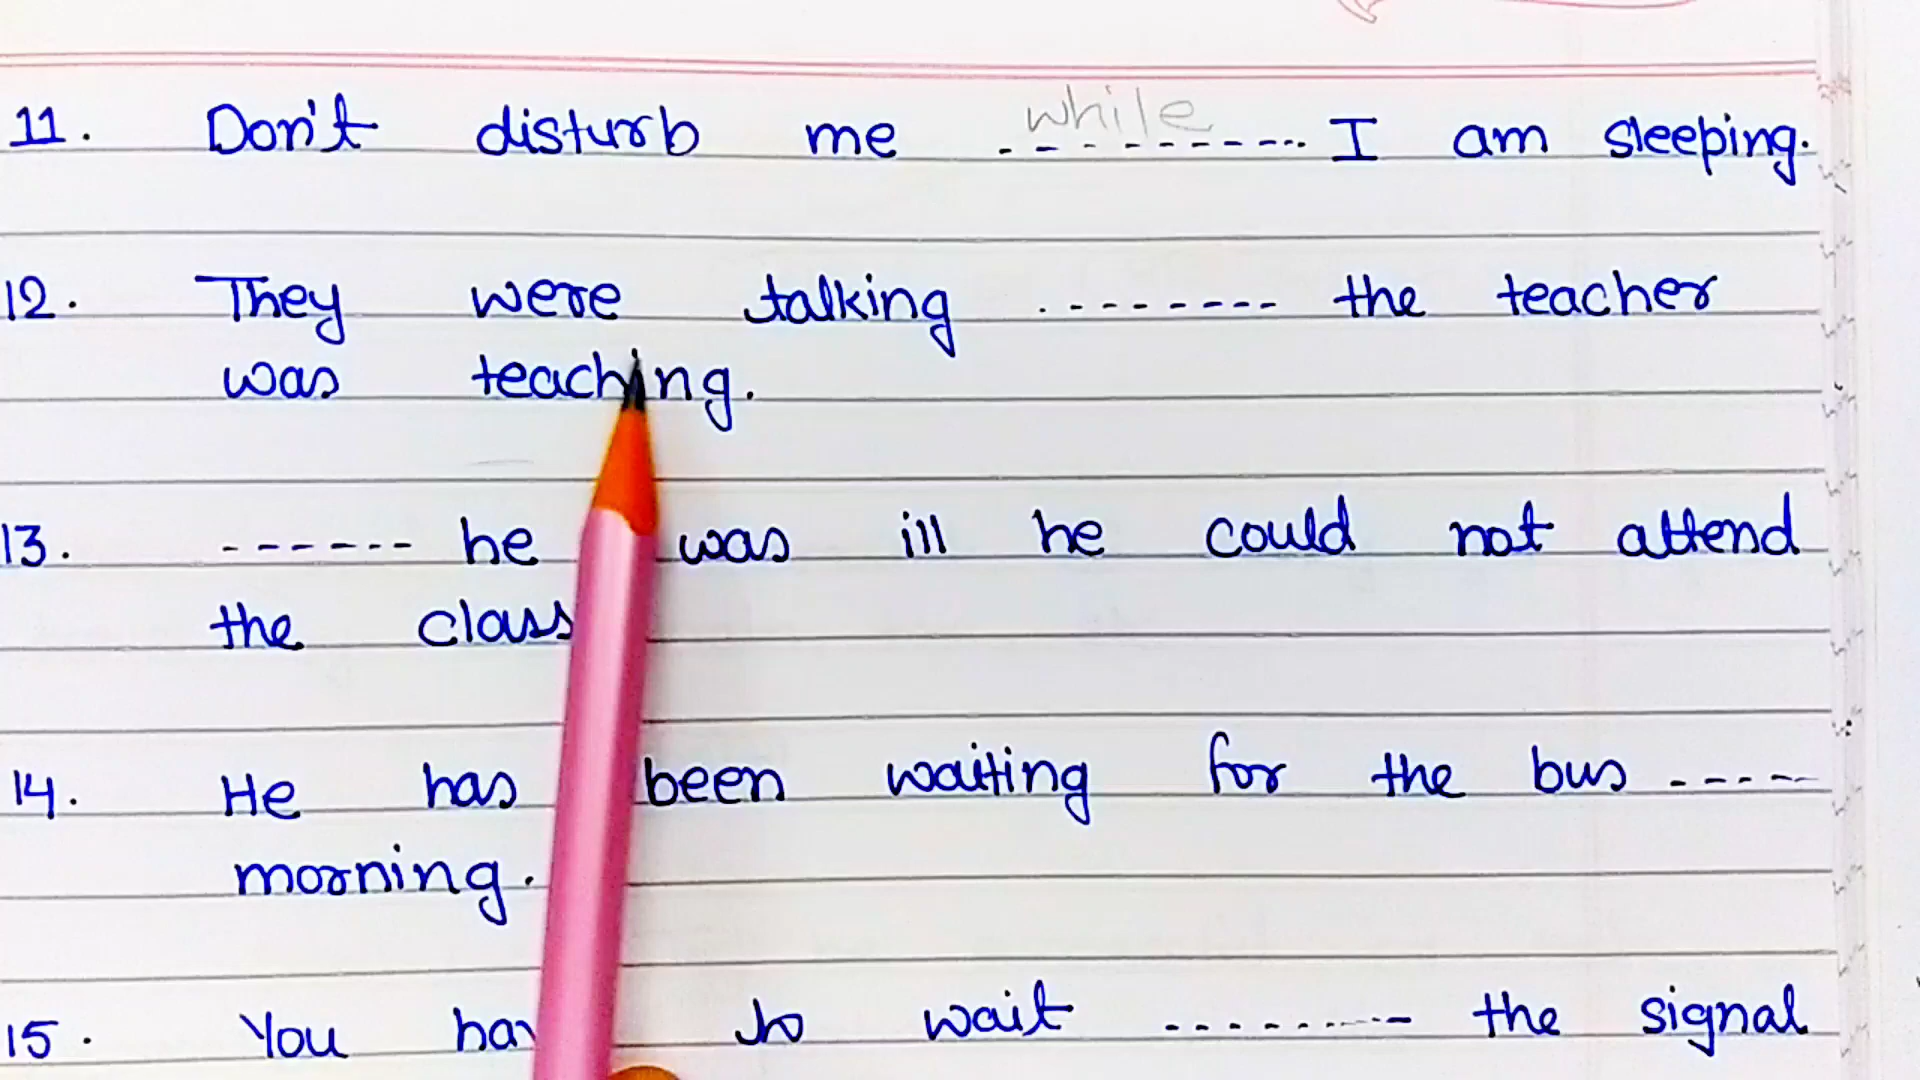 11. Don't disturb me while --------- I am sleeping.
12. They were talking -------- the teacher
was teaching.
13. ------ he was ill he could not attend
the class
14. He has been waiting for the bus -----
morning.
15. You to wait -------- the signal